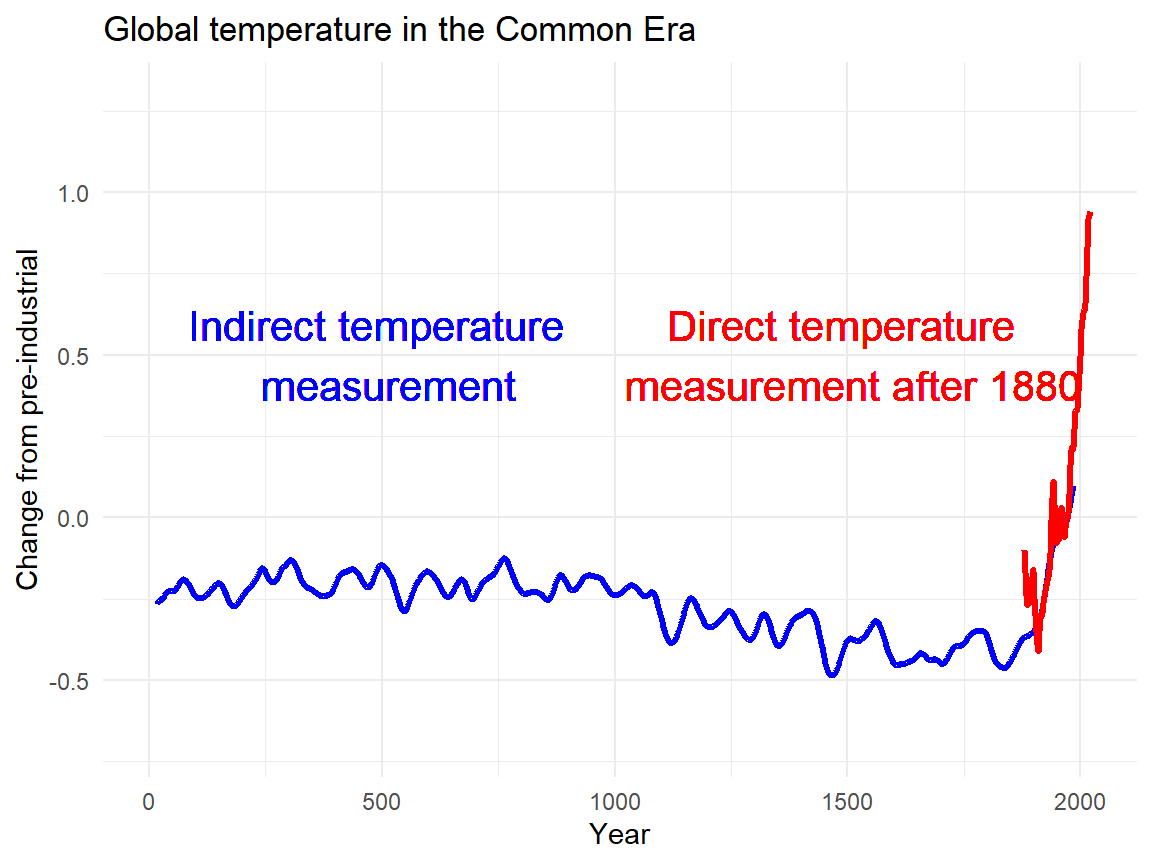 Global temperature in the Common Era
Change from pre-industrial
1.0
0.5
0.0
-0.5
Indirect temperature
measurement
Direct temperature
measurement after 1880
0
500
1000
1500
2000
Year